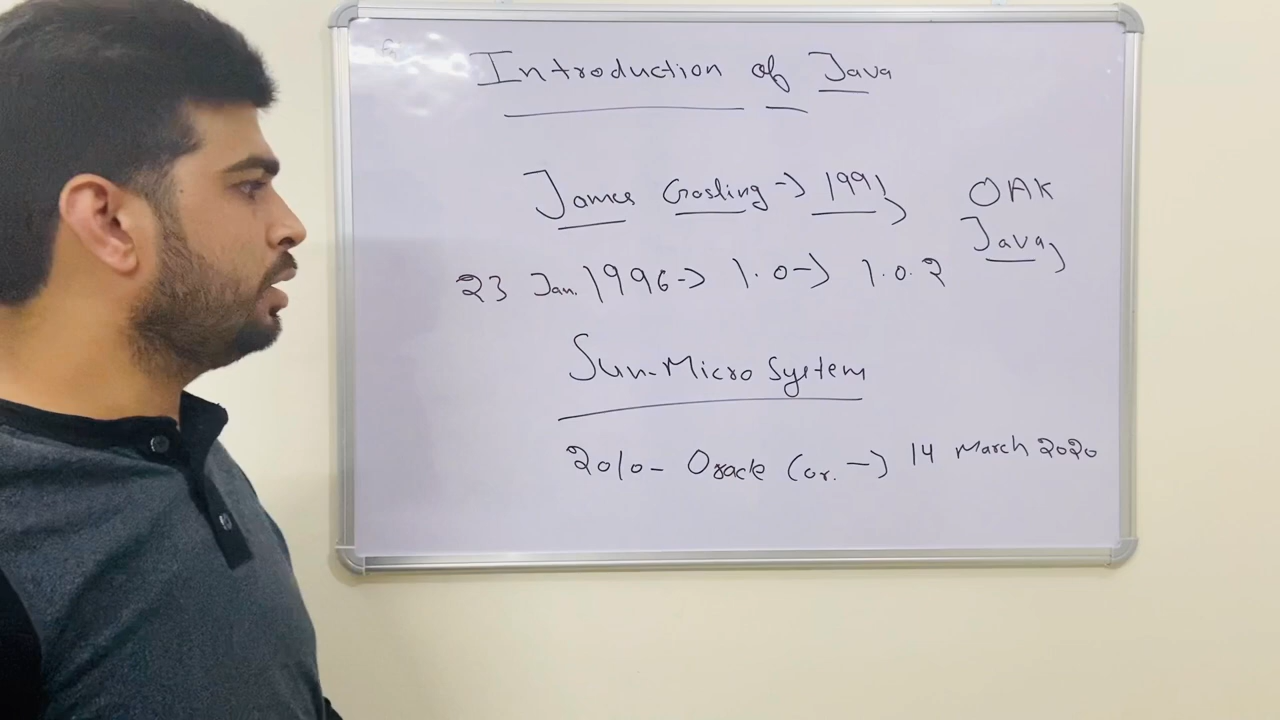 Introduction of Java
James Gosling -> 1991, OAK
Java,
23 Jan. 1996 -> 1.0 -> 1.0.2
Sun-Micro System
2010 - Oracle Cor. -> 14 March 2020